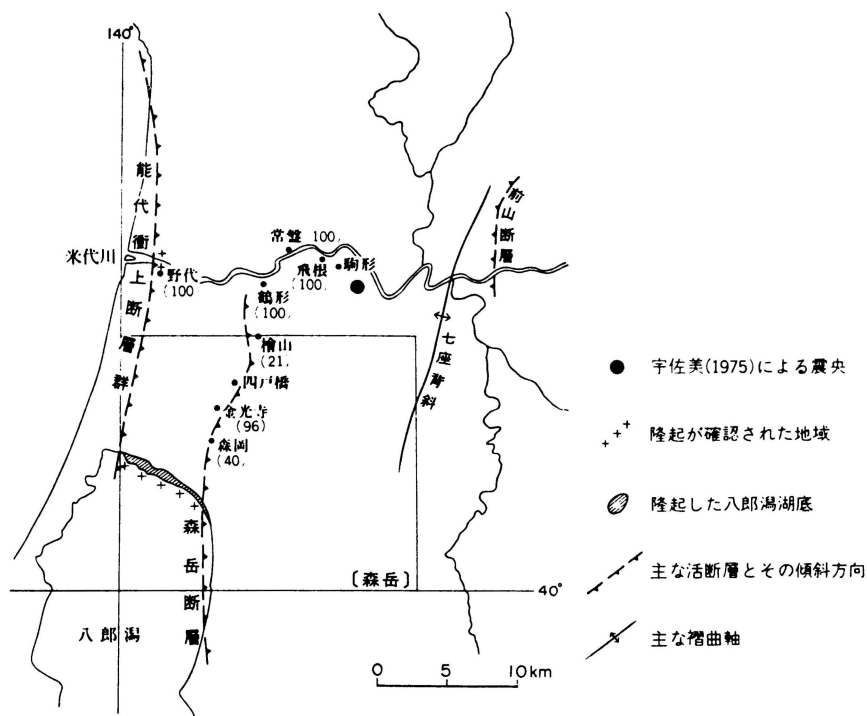 140°
能代衝上断層群
米代川
野代
(100)
常盤 100)
飛根
(100)
駒形
鶴形
(100)
前山断層
七座背斜
檜山
(21)
四戸橋
金光寺
(96)
森岡
(40)
森岳断層
〔森岳〕
40°
八郎潟
0 5 10km
宇佐美(1975)による震央
隆起が確認された地域
隆起した八郎潟湖底
主な活断層とその傾斜方向
主な褶曲軸